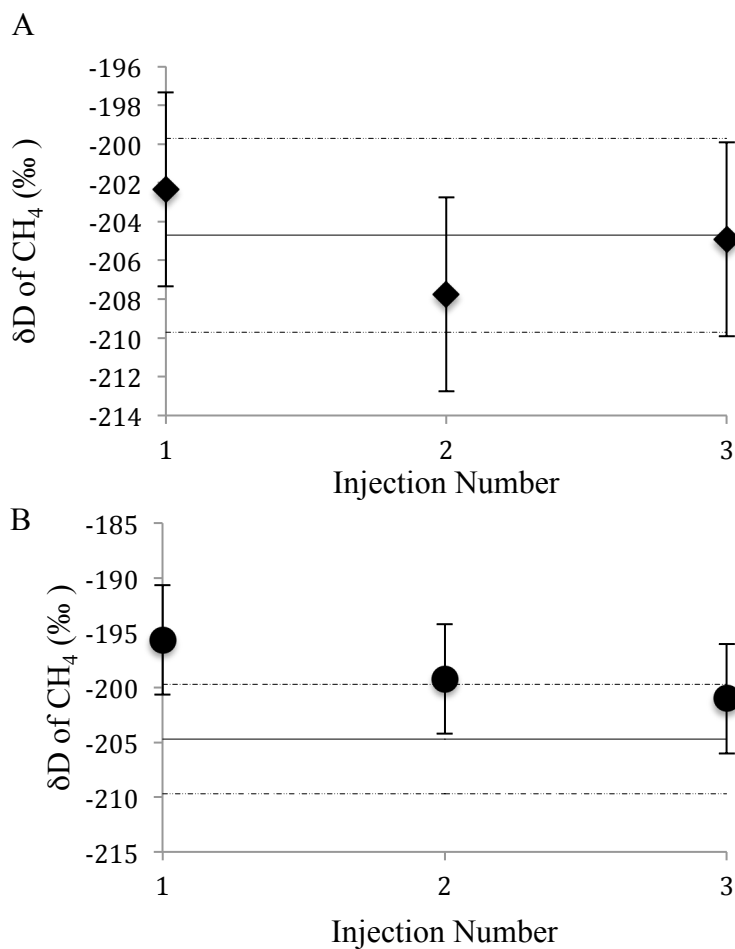 A
-196
-198
-200
-202
-204
-206
-208
-210
-212
-214
δD of CH₄ (‰)
1 2 3
Injection Number
B
-185
-190
-195
-200
-205
-210
-215
δD of CH₄ (‰)
1 2 3
Injection Number